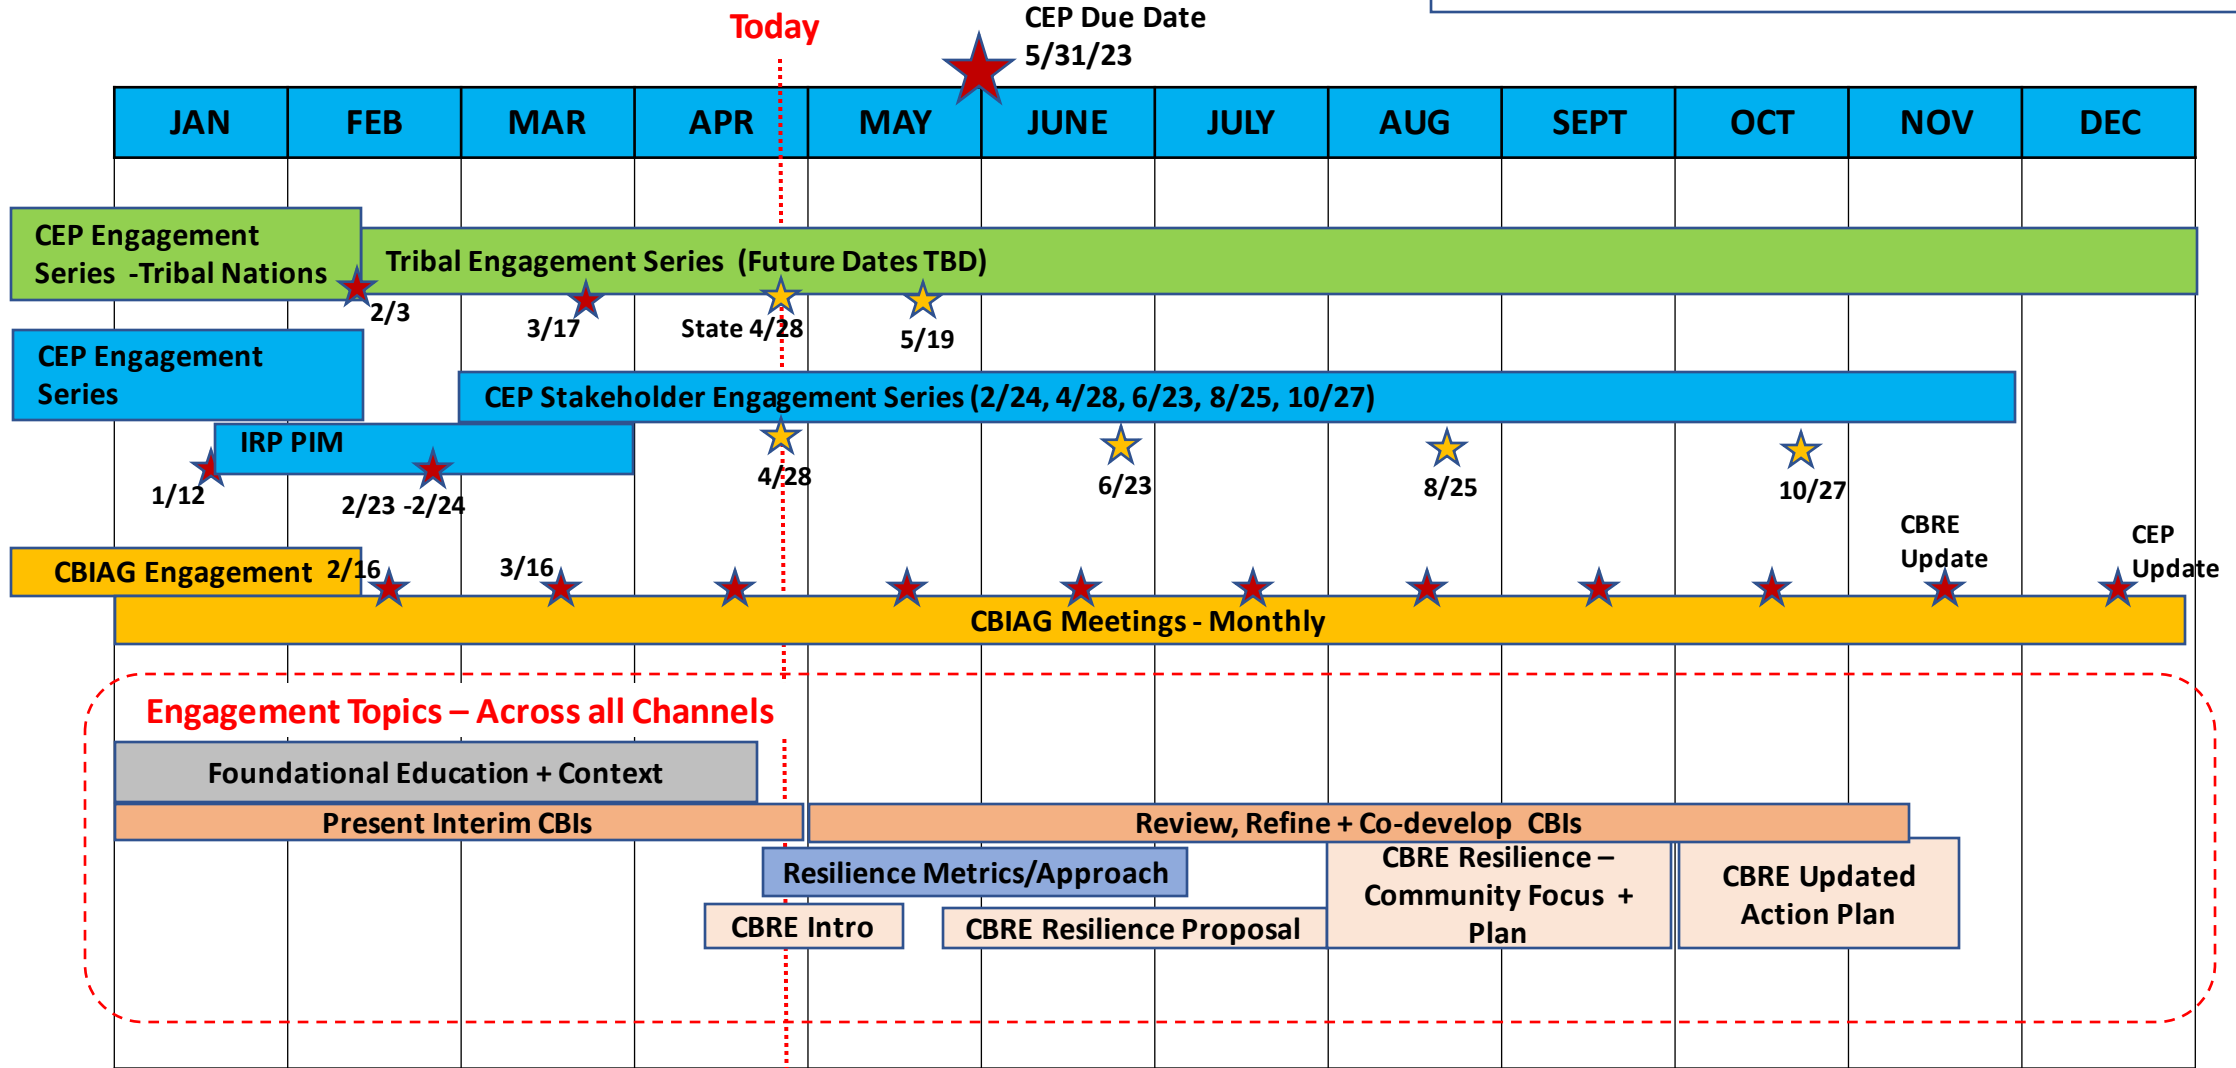 Today
CEP Due Date
5/31/23
JAN FEB MAR APR MAY JUNE JULY AUG SEPT OCT NOV DEC
CEP Engagement
Series -Tribal Nations
Tribal Engagement Series (Future Dates TBD)
2/3
3/17
State 4/28
5/19
CEP Engagement
Series
CEP Stakeholder Engagement Series (2/24, 4/28, 6/23, 8/25, 10/27)
IRP PIM
1/12
2/23 -2/24
4/28
6/23
8/25
10/27
CBRE
Update
CEP
Update
CBIAG Engagement
2/16
3/16
CBIAG Meetings - Monthly
Engagement Topics – Across all Channels
Foundational Education + Context
Present Interim CBIs
Review, Refine + Co-develop CBIs
Resilience Metrics/Approach
CBRE Intro
CBRE Resilience Proposal
CBRE Resilience –
Community Focus +
Plan
CBRE Updated
Action Plan